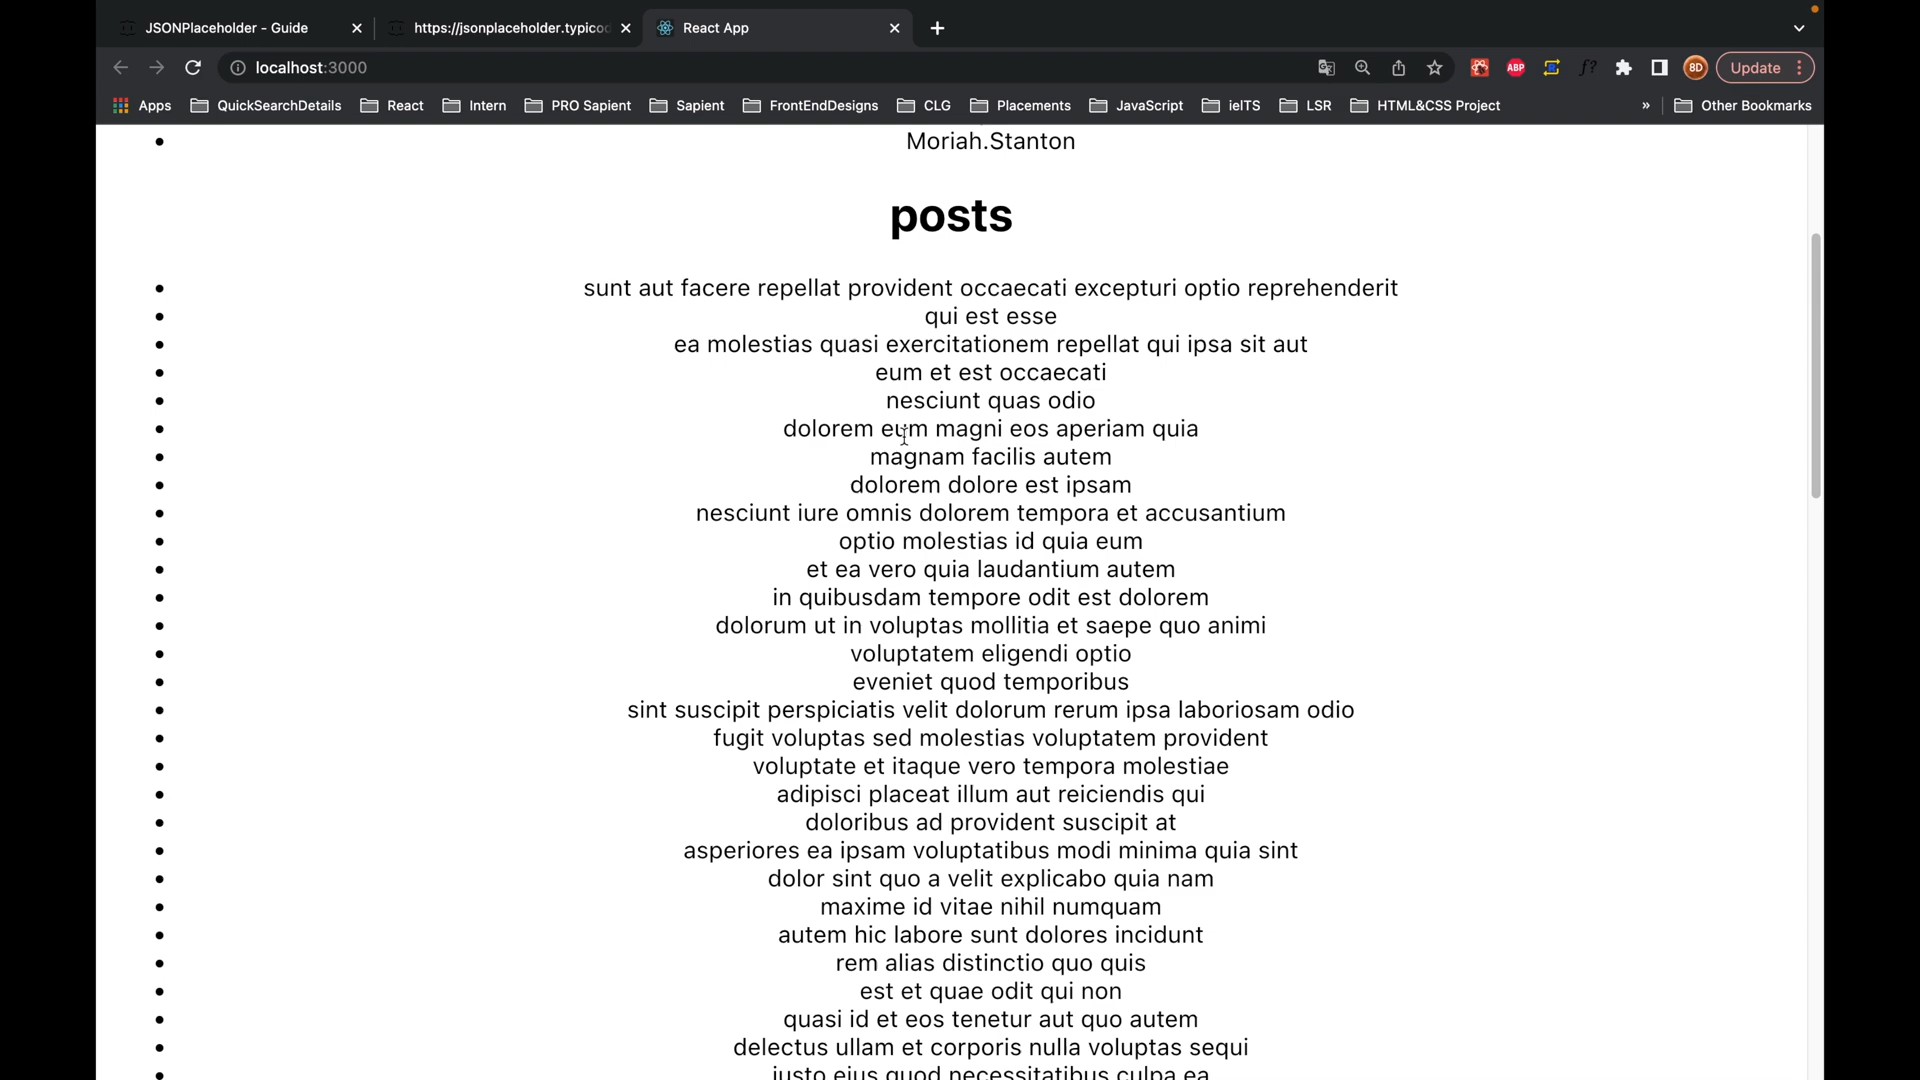 JSONPlaceholder - Guide
https://jsonplaceholder.typicod
React App
localhost:3000
ABP
f?
8D
Update
Apps
QuickSearchDetails
React
Intern
PRO Sapient
Sapient
FrontEndDesigns
CLG
Placements
JavaScript
ielTS
LSR
HTML&CSS Project
»
Other Bookmarks
Moriah.Stanton
posts
sunt aut facere repellat provident occaecati excepturi optio reprehenderit
qui est esse
ea molestias quasi exercitationem repellat qui ipsa sit aut
eum et est occaecati
nesciunt quas odio
dolorem eum magni eos aperiam quia
magnam facilis autem
dolorem dolore est ipsam
nesciunt iure omnis dolorem tempora et accusantium
optio molestias id quia eum
et ea vero quia laudantium autem
in quibusdam tempore odit est dolorem
dolorum ut in voluptas mollitia et saepe quo animi
voluptatem eligendi optio
eveniet quod temporibus
sint suscipit perspiciatis velit dolorum rerum ipsa laboriosam odio
fugit voluptas sed molestias voluptatem provident
voluptate et itaque vero tempora molestiae
adipisci placeat illum aut reiciendis qui
doloribus ad provident suscipit at
asperiores ea ipsam voluptatibus modi minima quia sint
dolor sint quo a velit explicabo quia nam
maxime id vitae nihil numquam
autem hic labore sunt dolores incidunt
rem alias distinctio quo quis
est et quae odit qui non
quasi id et eos tenetur aut quo autem
delectus ullam et corporis nulla voluptas sequi
iusto eius quod necessitatibus culpa ea